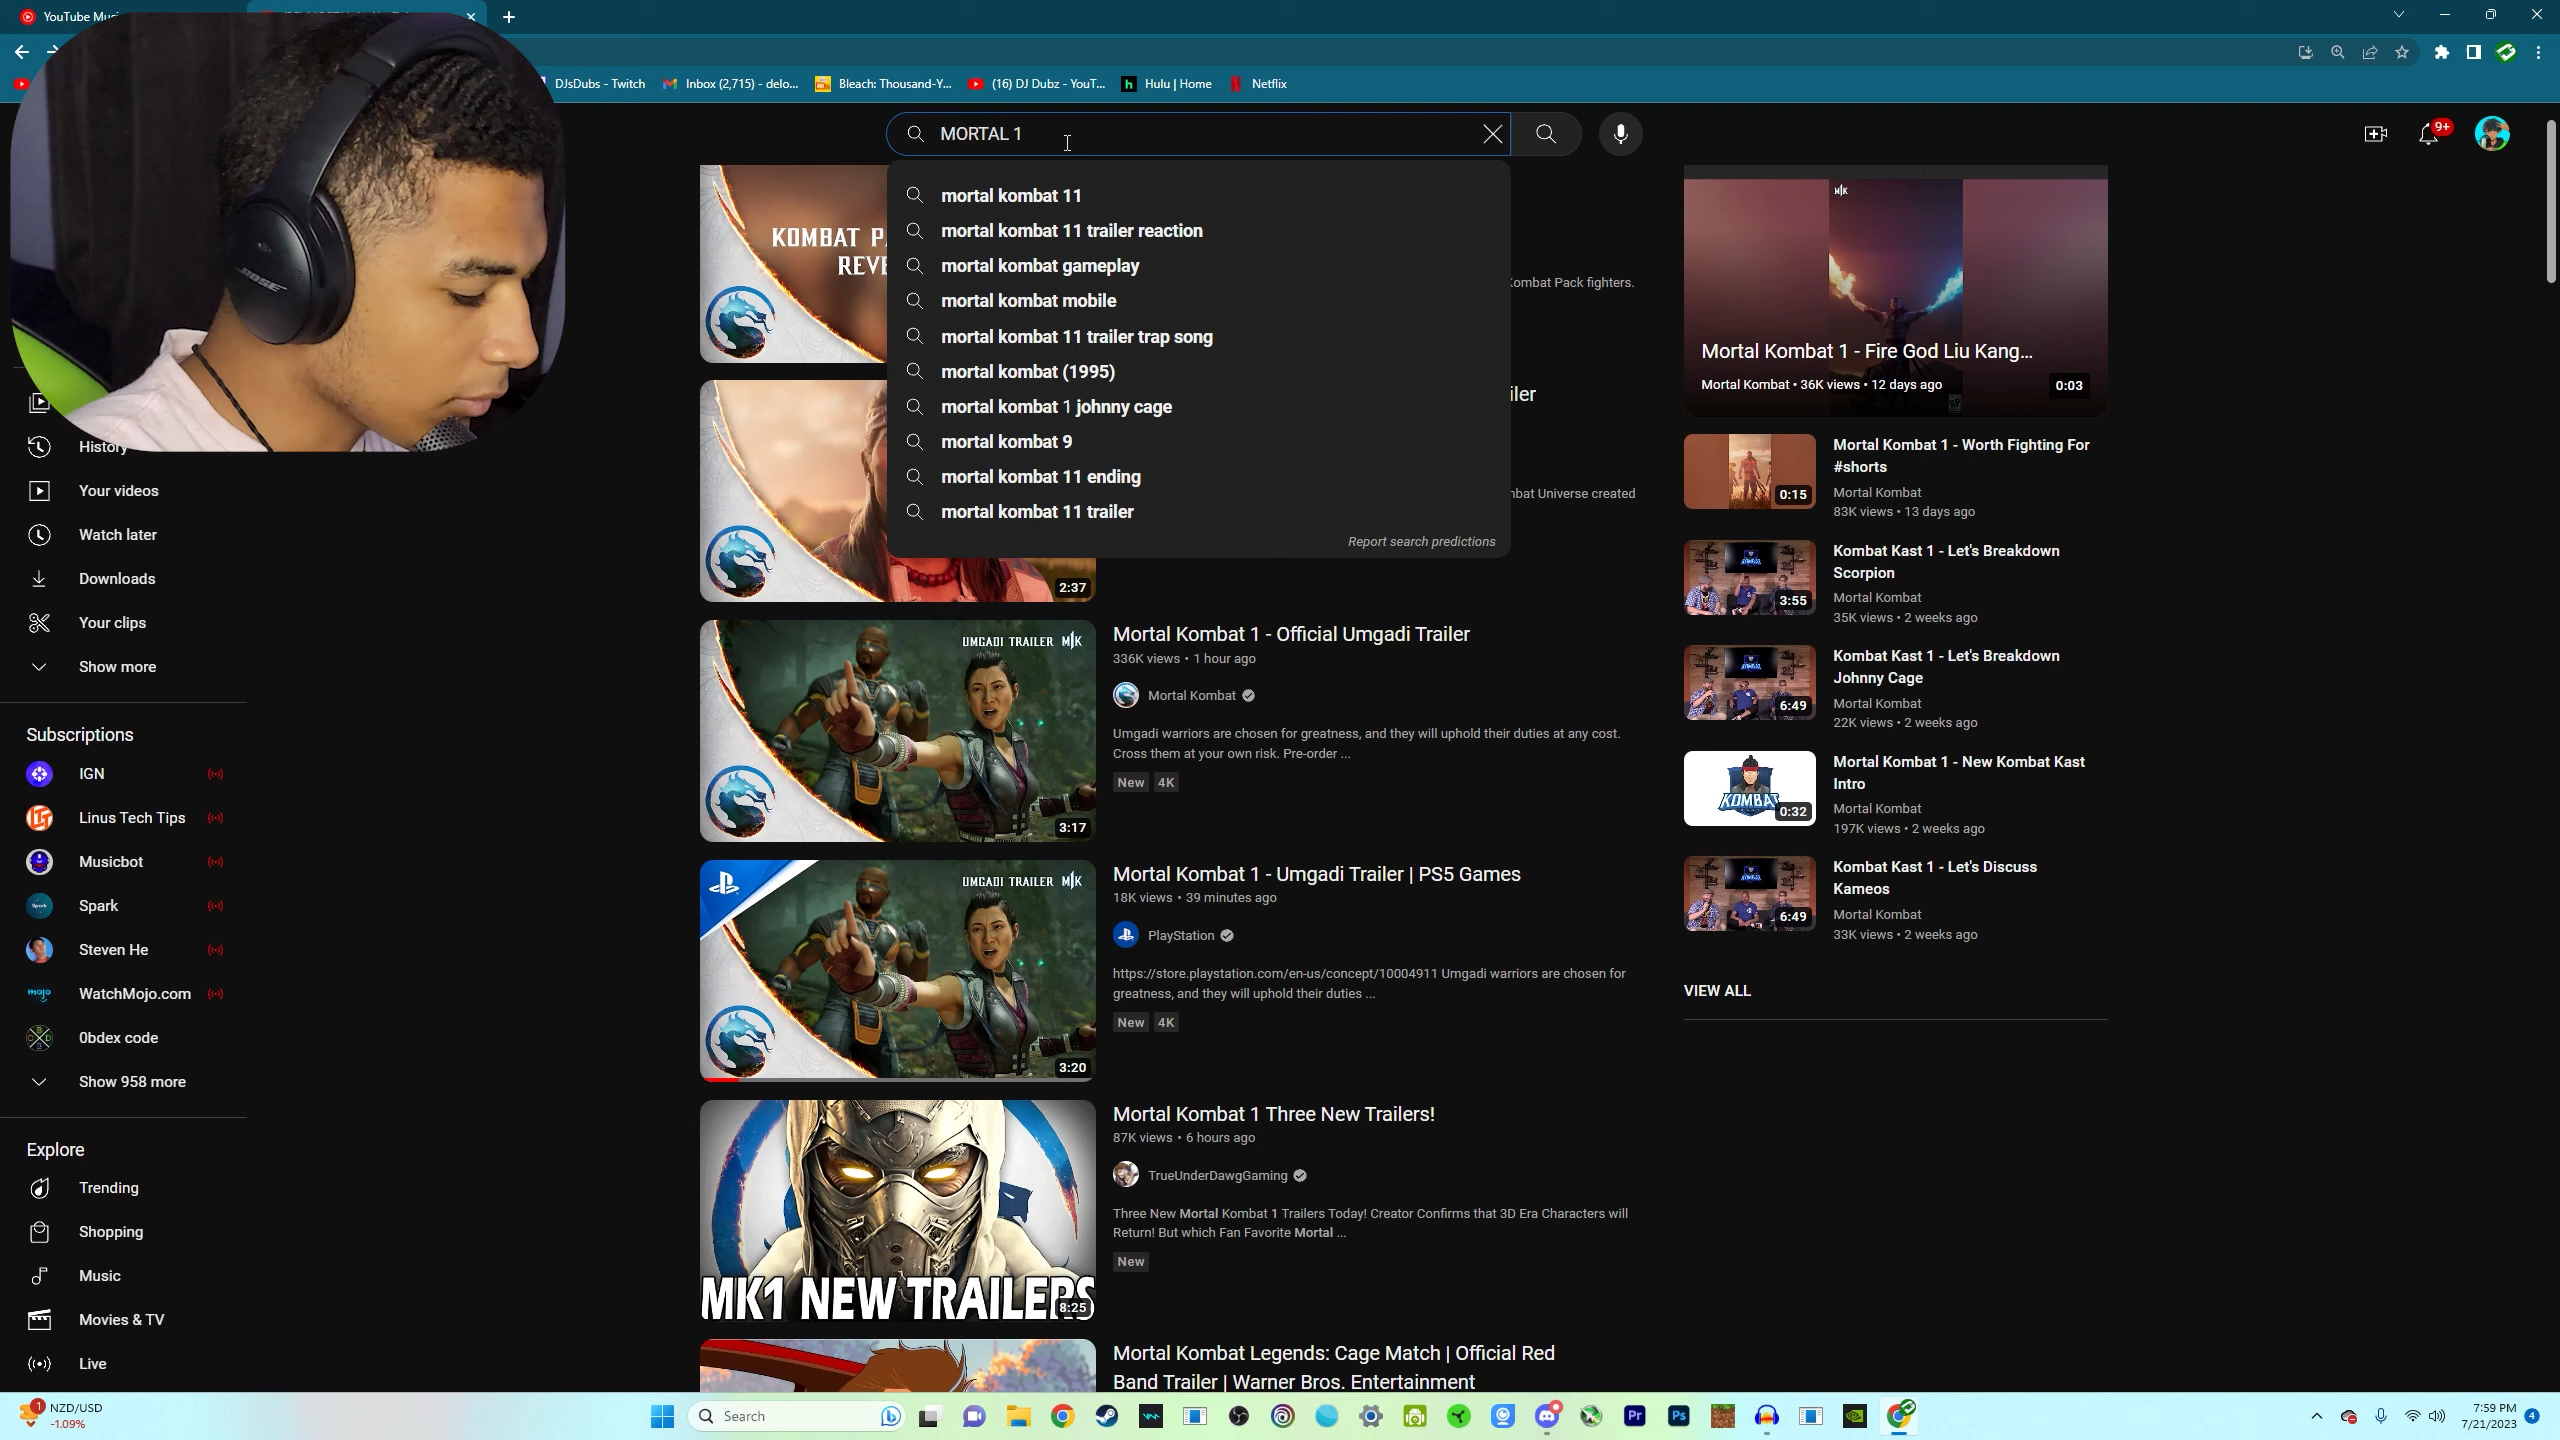 YouTube Mu
DJsDubs - Twitch
Inbox (2,715) - delo...
Bleach: Thousand-Y...
(16) DJ Dubz - YouT...
Hulu | Home
Netflix
MORTAL 1
9+
mortal kombat 11
mortal kombat 11 trailer reaction
mortal kombat gameplay
mortal kombat mobile
mortal kombat 11 trailer trap song
mortal kombat (1995)
mortal kombat 1 johnny cage
mortal kombat 9
mortal kombat 11 ending
mortal kombat 11 trailer
Report search predictions
BOSE
History
Your videos
Watch later
Downloads
Your clips
Show more
Subscriptions
IGN
Linus Tech Tips
Musicbot
Spark
Steven He
WatchMojo.com
0bdex code
Show 958 more
Explore
Trending
Shopping
Music
Movies & TV
Live
KOMBAT P
REVE
Kombat Pack fighters.
iler
nbat Universe created
2:37
UMGADI TRAILER
3:17
Mortal Kombat 1 - Official Umgadi Trailer
336K views • 1 hour ago
Mortal Kombat
Umgadi warriors are chosen for greatness, and they will uphold their duties at any cost.
Cross them at your own risk. Pre-order ...
New 4K
UMGADI TRAILER
3:20
Mortal Kombat 1 - Umgadi Trailer | PS5 Games
18K views • 39 minutes ago
PlayStation
https://store.playstation.com/en-us/concept/10004911 Umgadi warriors are chosen for
greatness, and they will uphold their duties ...
New 4K
MK1 NEW TRAILERS
8:25
Mortal Kombat 1 Three New Trailers!
87K views • 6 hours ago
TrueUnderDawgGaming
Three New Mortal Kombat 1 Trailers Today! Creator Confirms that 3D Era Characters will
Return! But which Fan Favorite Mortal ...
New
Mortal Kombat Legends: Cage Match | Official Red
Band Trailer | Warner Bros. Entertainment
Mortal Kombat 1 - Fire God Liu Kang...
Mortal Kombat • 36K views • 12 days ago
0:03
0:15
Mortal Kombat 1 - Worth Fighting For
#shorts
Mortal Kombat
83K views • 13 days ago
3:55
Kombat Kast 1 - Let's Breakdown
Scorpion
Mortal Kombat
35K views • 2 weeks ago
6:49
Kombat Kast 1 - Let's Breakdown
Johnny Cage
Mortal Kombat
22K views • 2 weeks ago
KOMBAT
0:32
Mortal Kombat 1 - New Kombat Kast
Intro
Mortal Kombat
197K views • 2 weeks ago
6:49
Kombat Kast 1 - Let's Discuss
Kameos
Mortal Kombat
33K views • 2 weeks ago
VIEW ALL
1
NZD/USD
-1.09%
Search
Pr
Ps
7:59 PM
7/21/2023
4